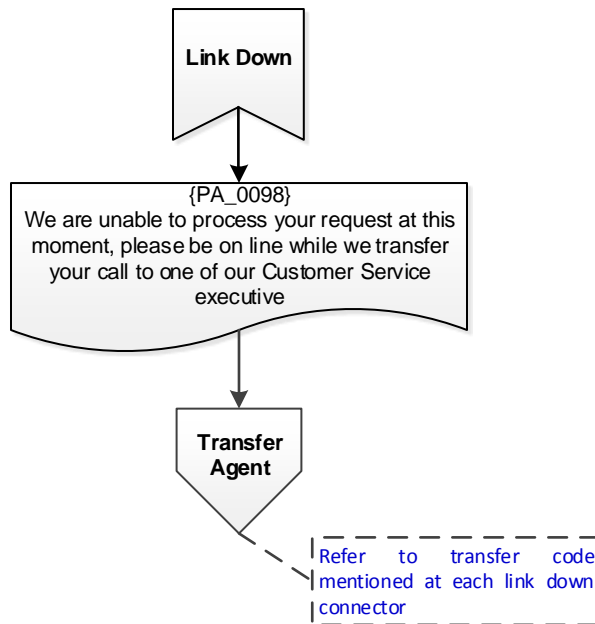 Link Down
{PA_0098}
We are unable to process your request at this
moment, please be on line while we transfer
your call to one of our Customer Service
executive
Transfer
Agent
Refer to transfer code
mentioned at each link down
connector